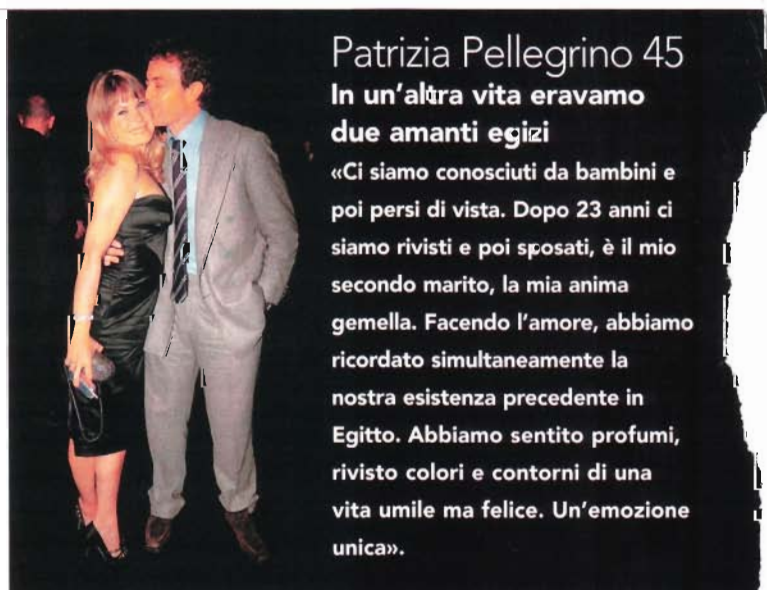 Patrizia Pellegrino 45
In un'altra vita eravamo
due amanti egizi
«Ci siamo conosciuti da bambini e
poi persi di vista. Dopo 23 anni ci
siamo rivisti e poi sposati, è il mio
secondo marito, la mia anima
gemella. Facendo l'amore, abbiamo
ricordato simultaneamente la
nostra esistenza precedente in
Egitto. Abbiamo sentito profumi,
rivisto colori e contorni di una
vita umile ma felice. Un'emozione
unica».